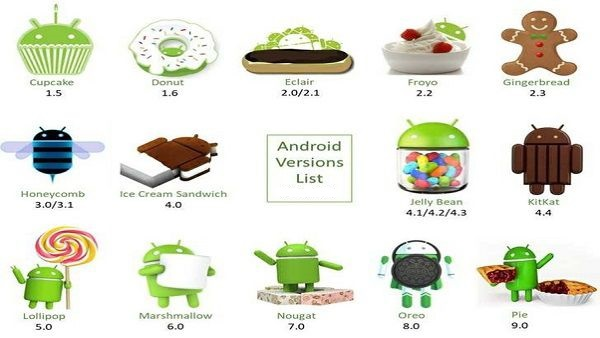 Cupcake
1.5
Donut
1.6
Eclair
2.0/2.1
Froyo
2.2
Gingerbread
2.3
Honeycomb
3.0/3.1
Ice Cream Sandwich
4.0
Android
Versions
List
Jelly Bean
4.1/4.2/4.3
KitKat
4.4
Lollipop
5.0
Marshmallow
6.0
Nougat
7.0
Oreo
8.0
Pie
9.0